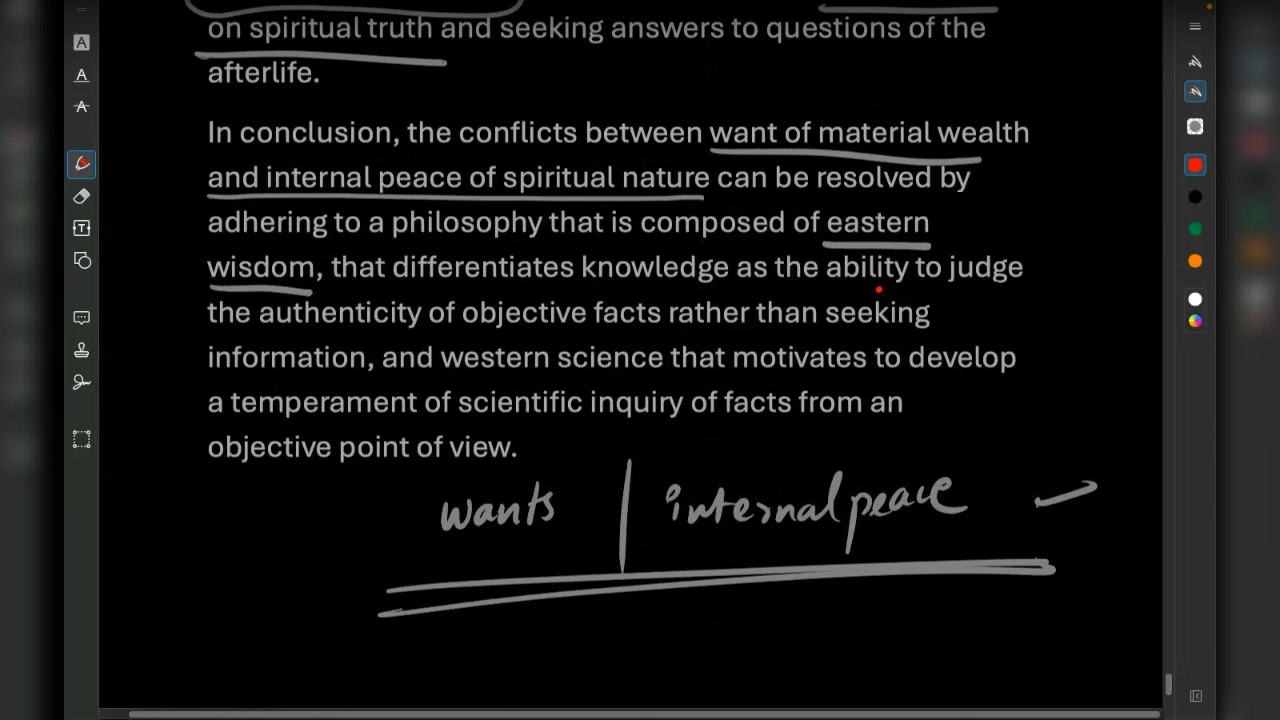 on spiritual truth and seeking answers to questions of the
afterlife.
In conclusion, the conflicts between want of material wealth
and internal peace of spiritual nature can be resolved by
adhering to a philosophy that is composed of eastern
wisdom, that differentiates knowledge as the ability to judge
the authenticity of objective facts rather than seeking
information, and western science that motivates to develop
a temperament of scientific inquiry of facts from an
objective point of view.
wants | internal peace